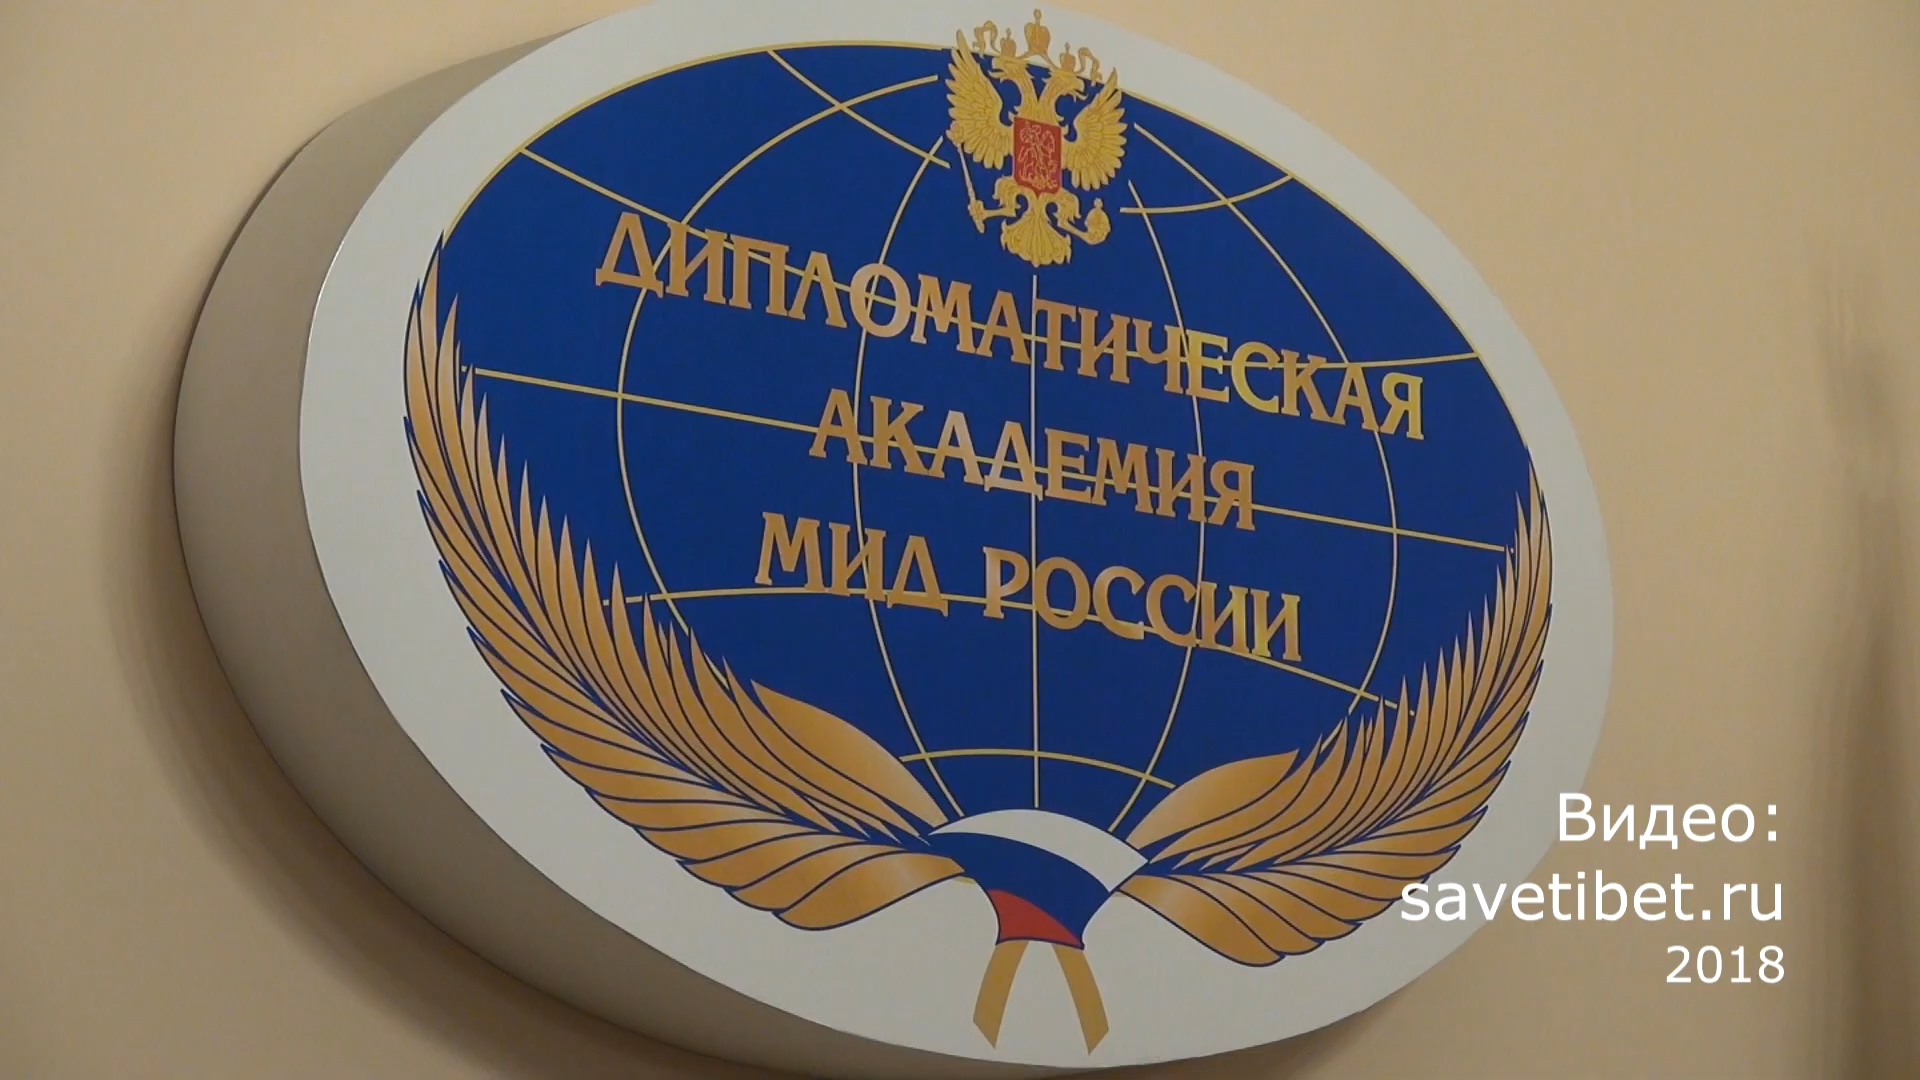 ДИПЛОМАТИЧЕСКАЯ
АКАДЕМИЯ
МИД РОССИИ
Видео:
savetibet.ru
2018